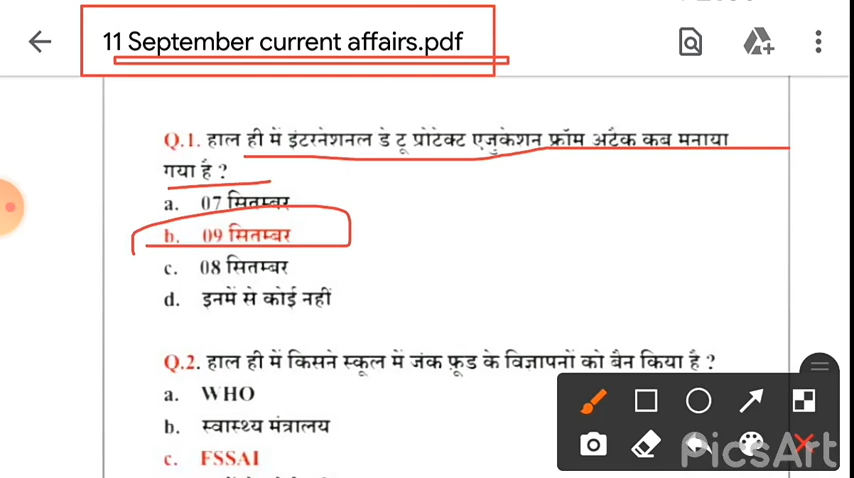 11 September current affairs.pdf
Q.1. हाल ही में इंटरनेशनल डे टू प्रोटेक्ट एजुकेशन फ्रॉम अटैक कब मनाया
गया है ?
a. 07 सितम्बर
b. 09 सितम्बर
c. 08 सितम्बर
d. इनमें से कोई नहीं
Q.2. हाल ही में किसने स्कूल में जंक फ़ूड के विज्ञापनों को बैन किया है ?
a. WHO
b. स्वास्थ्य मंत्रालय
c. FSSAI
PicsArt